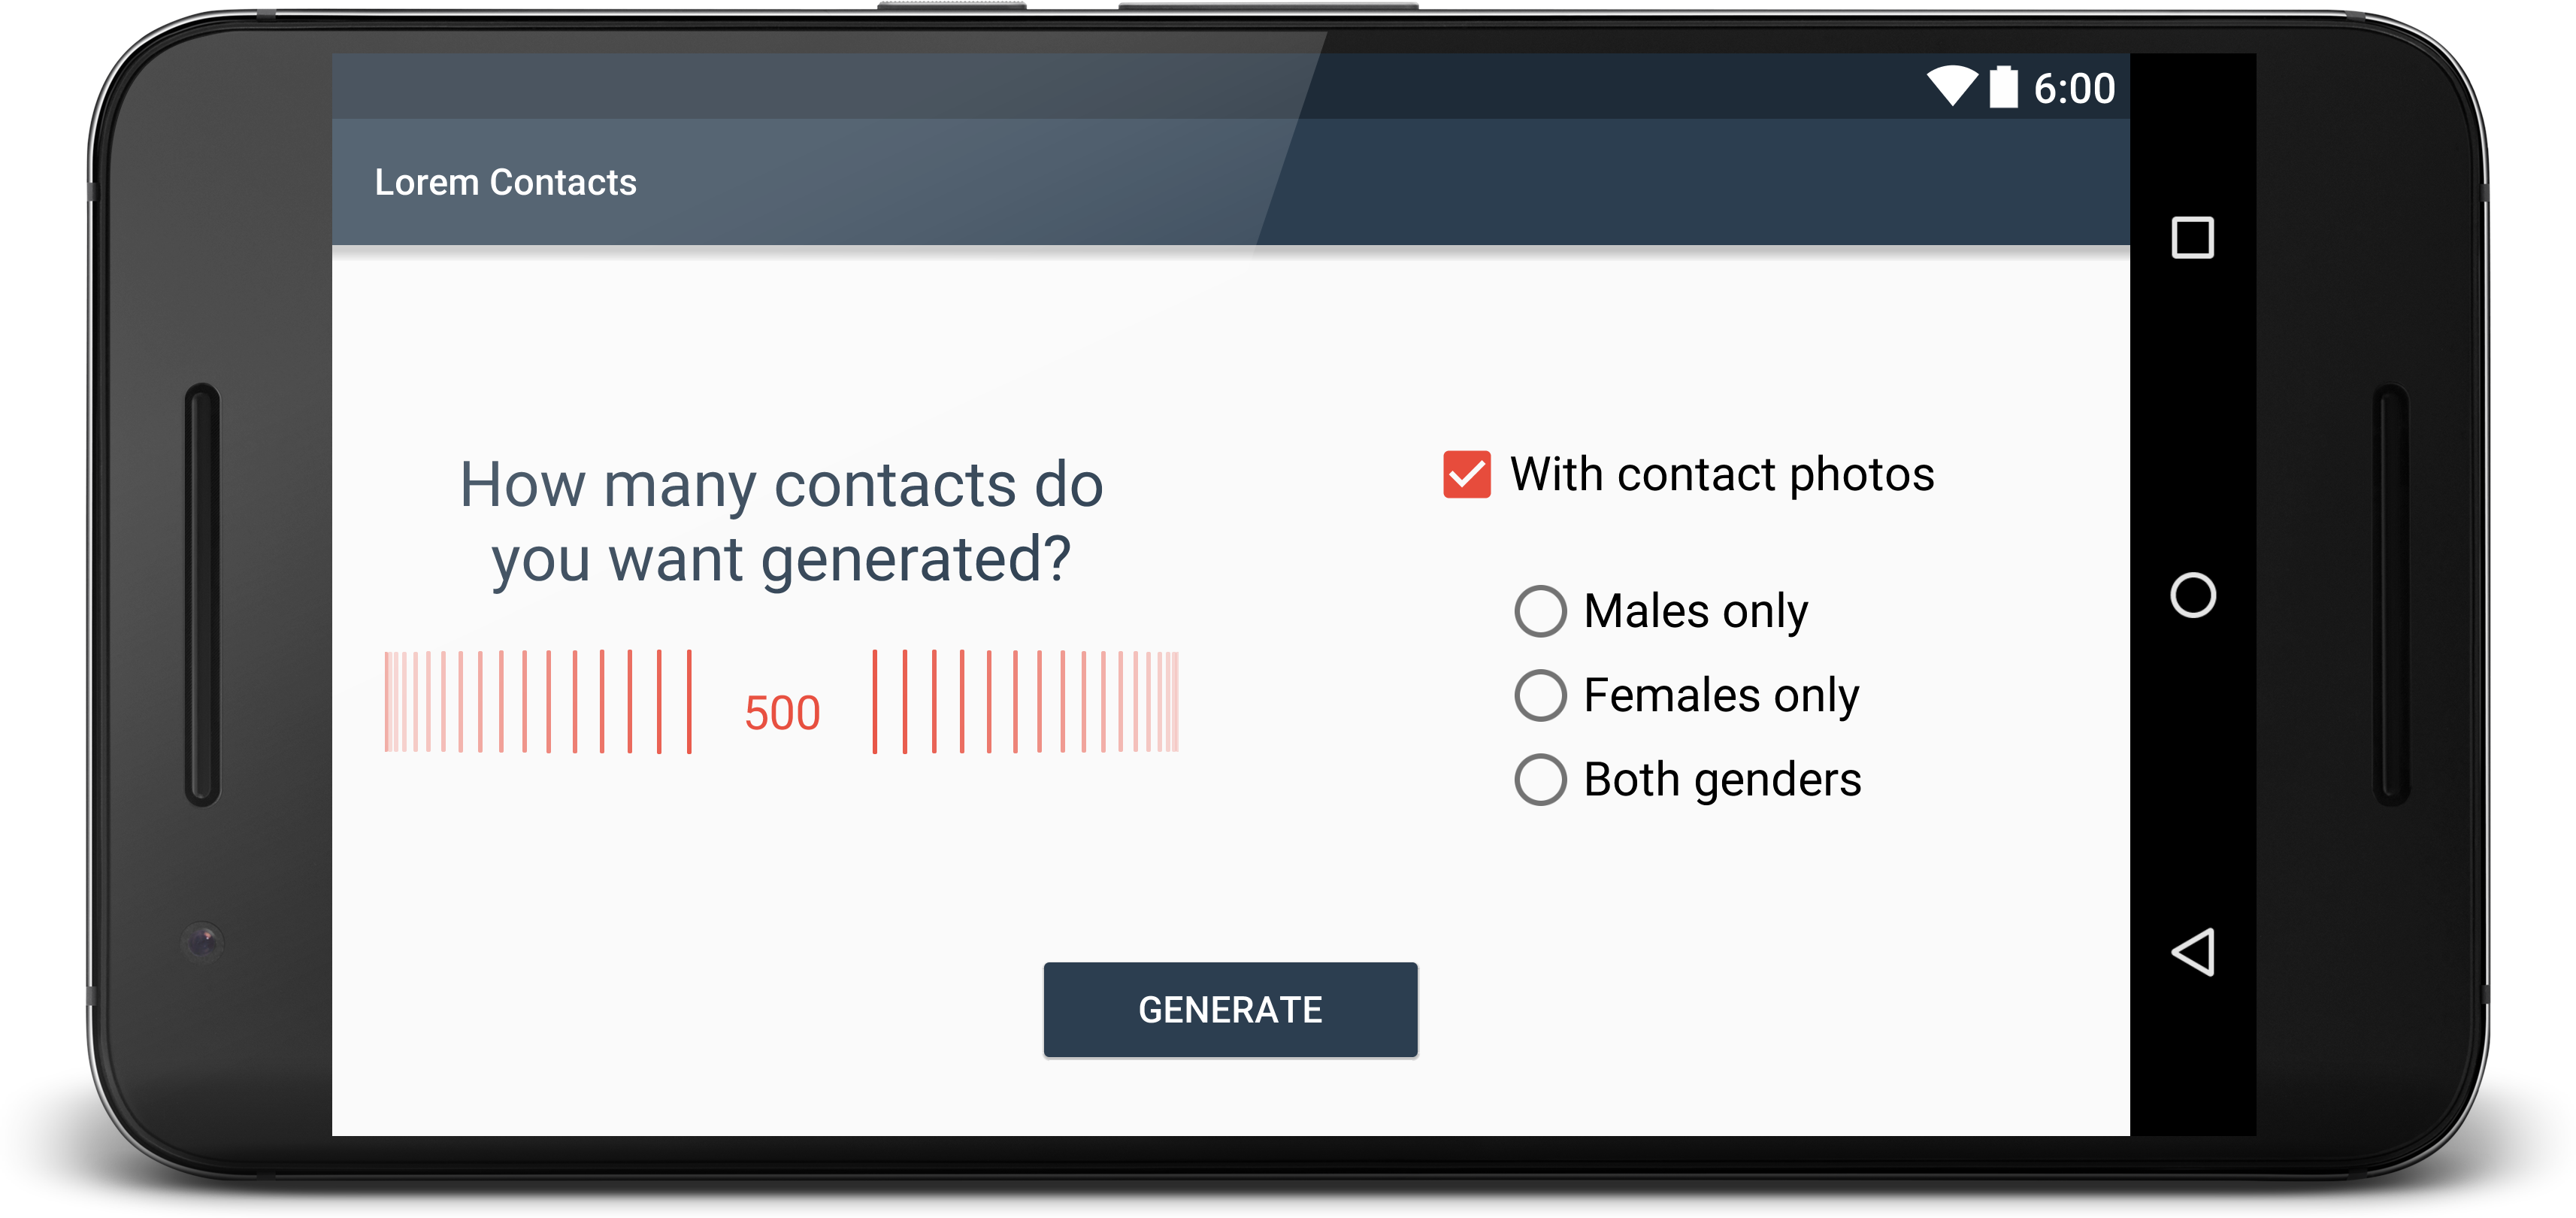 6:00
Lorem Contacts
How many contacts do
you want generated?
500
With contact photos
Males only
Females only
Both genders
GENERATE